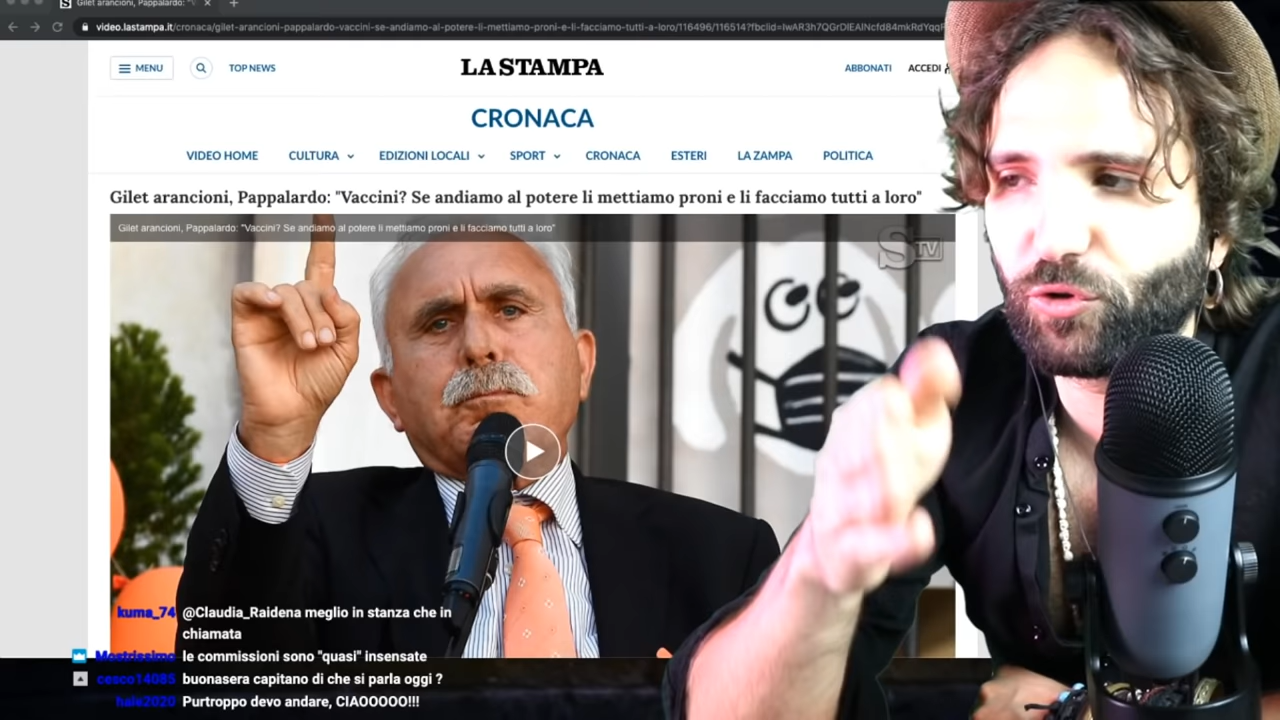 Gilet arancioni, Pappalardo: "V
video.lastampa.it/cronaca/gilet-arancioni-pappalardo-vaccini-se-andiamo-al-potere-li-mettiamo-proni-e-li-facciamo-tutti-a-loro/116496/116514?fbclid=
MENU
TOP NEWS
LA STAMPA
ABBONATI
ACCEDI
CRONACA
VIDEO HOME CULTURA EDIZIONI LOCALI SPORT CRONACA ESTERI LA ZAMPA POLITICA
Gilet arancioni, Pappalardo: "Vaccini? Se andiamo al potere li mettiamo proni e li facciamo tutti a loro"
Gilet arancioni, Pappalardo: "Vaccini? Se andiamo al potere li mettiamo proni e li facciamo tutti a loro"
S TV
kuma_74 @Claudia_Raidena meglio in stanza che in
chiamata
Mostrissimo le commissioni sono "quasi" insensate
cesco14085 buonasera capitano di che si parla oggi ?
Purtroppo devo andare, CIAOOOOO!!!